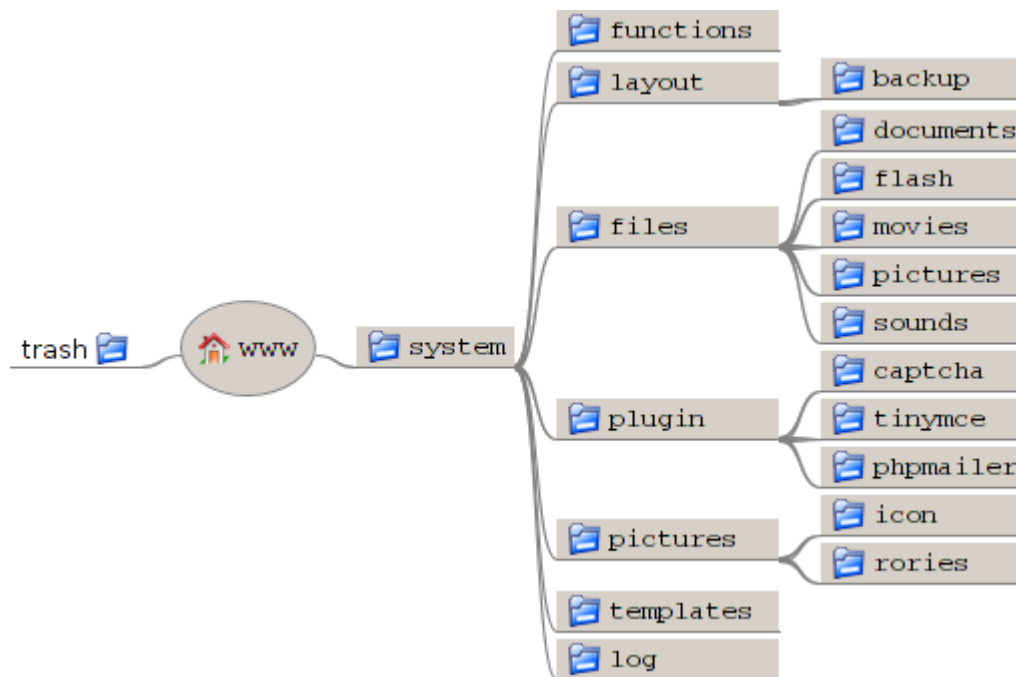 functions
layout
backup
documents
flash
files
movies
pictures
sounds
trash
www
system
captcha
plugin
tinymce
phpmailer
icon
pictures
rories
templates
log